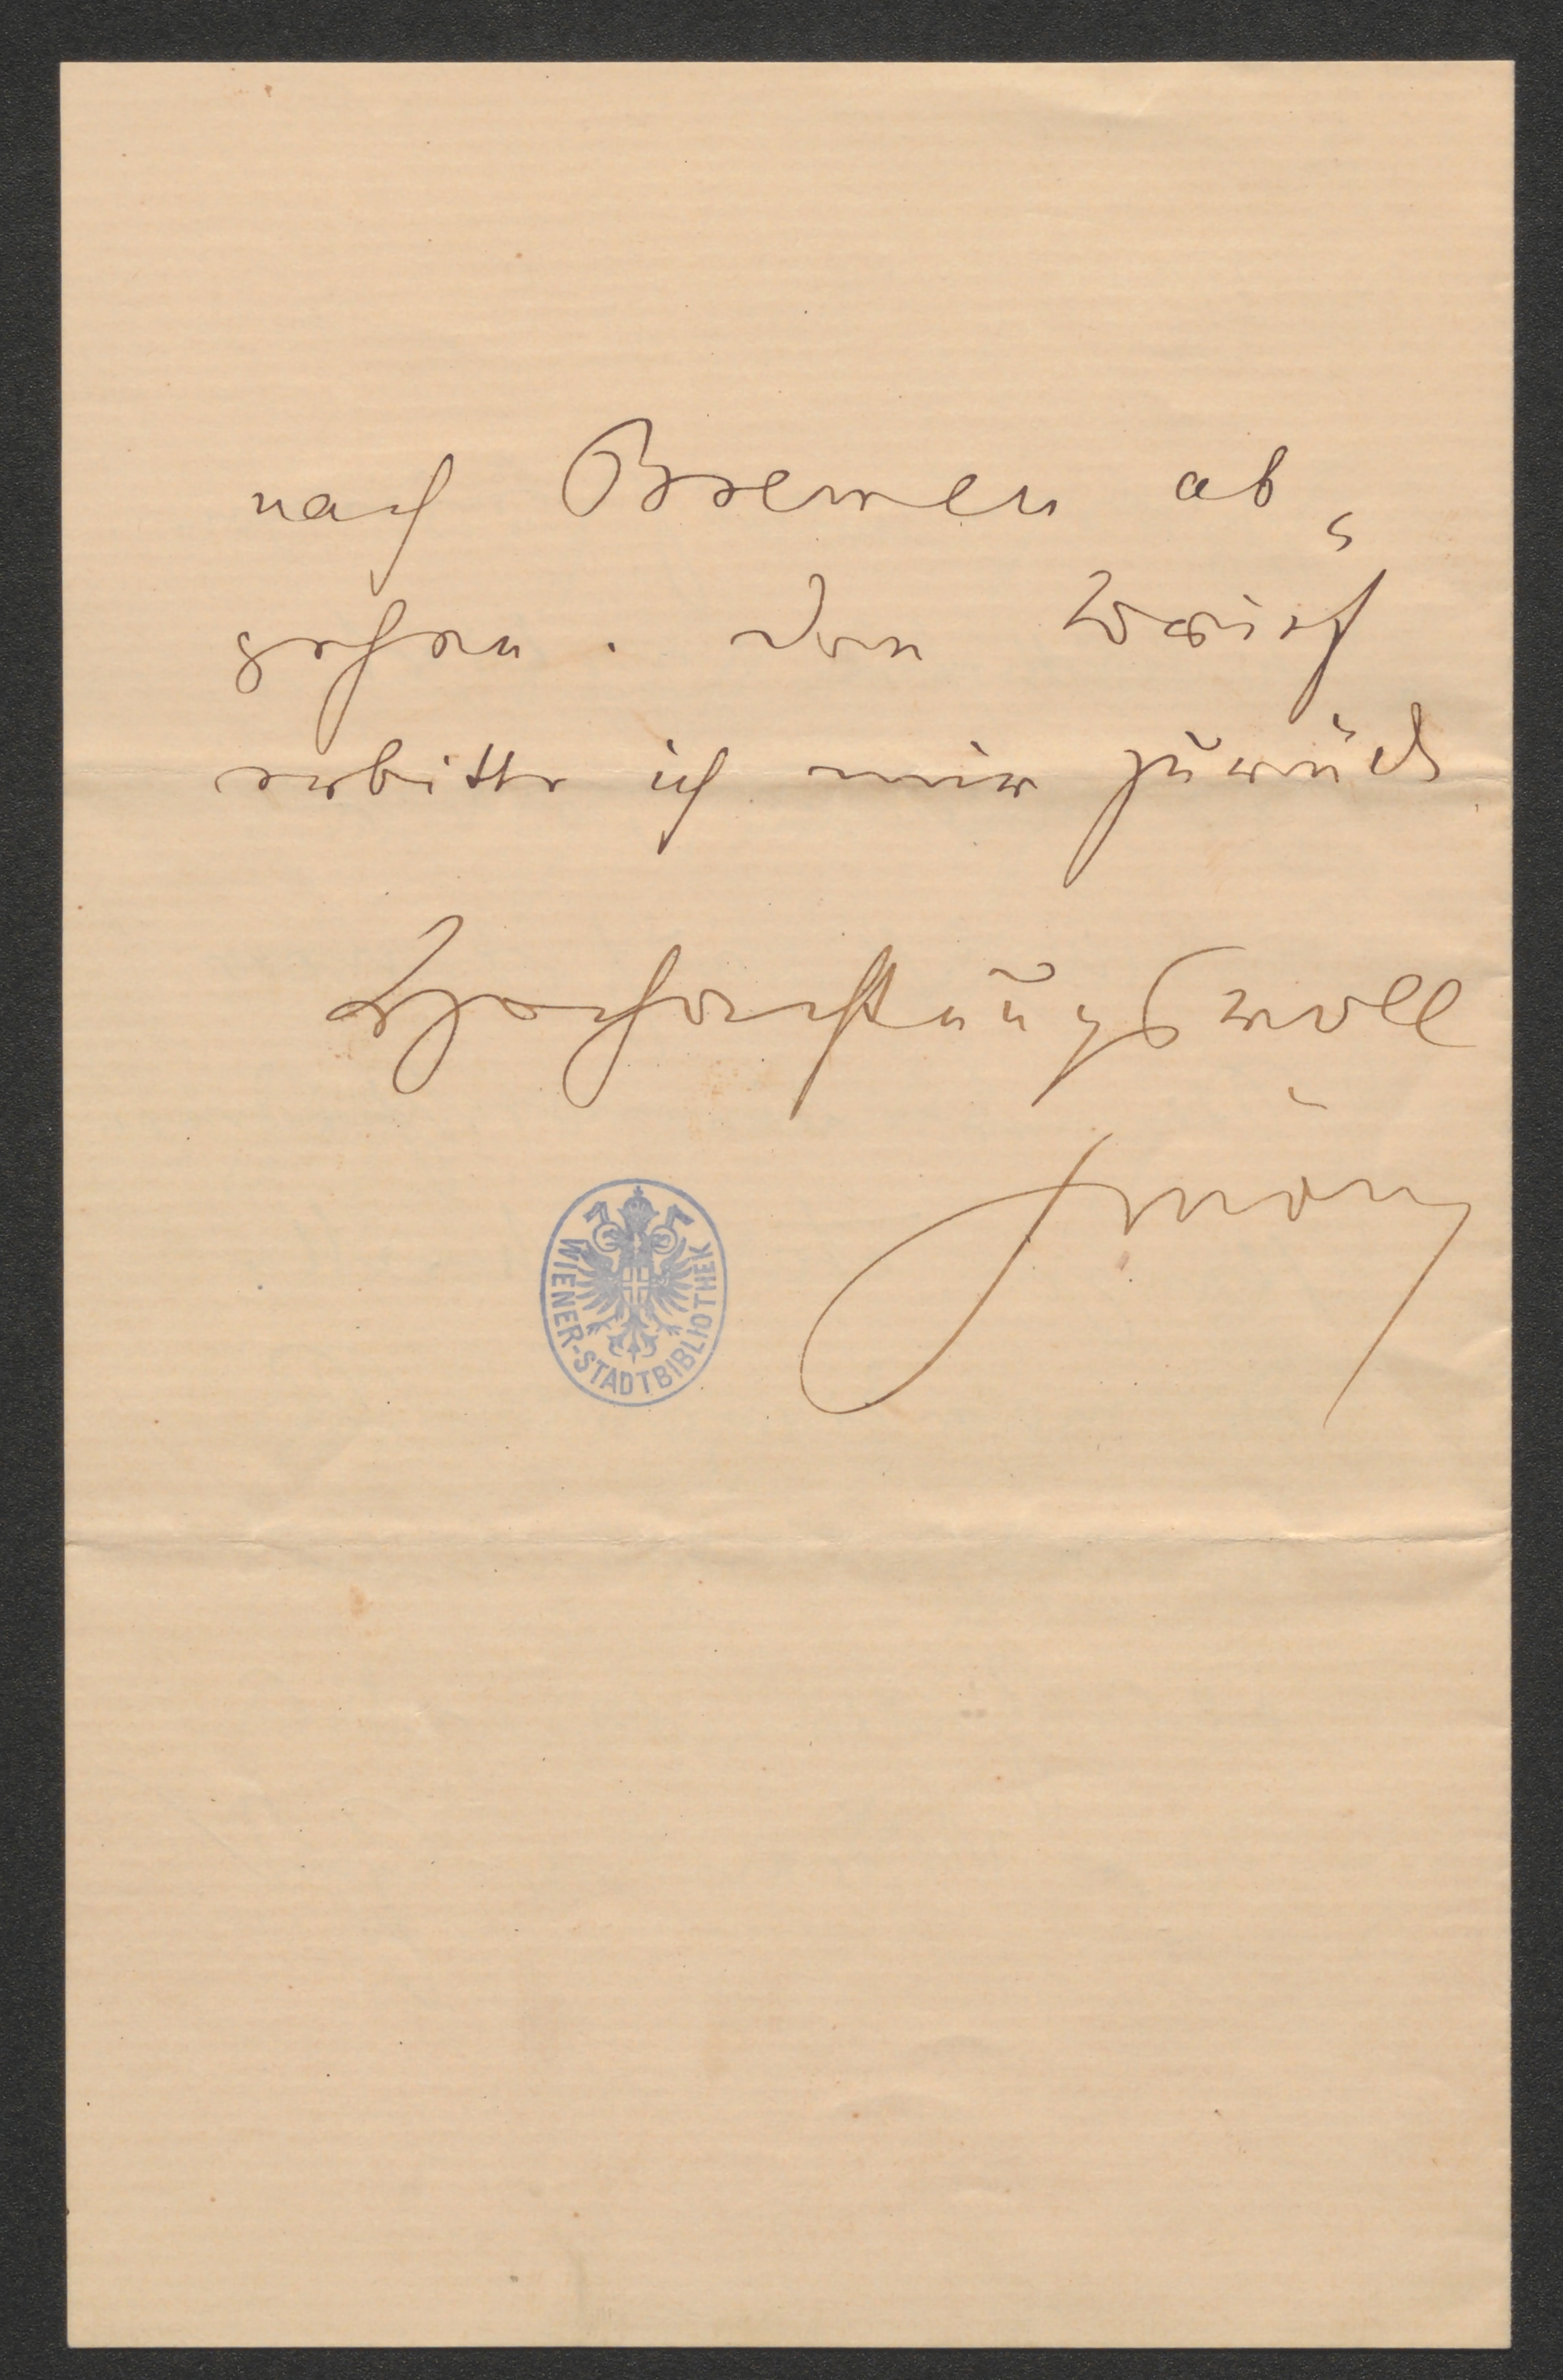 nach Bremen ab-
gehen. Den Brief
erbitte ich mir zurück
Hochachtungsvoll
WIENER-STADTBIBLIOTHEK